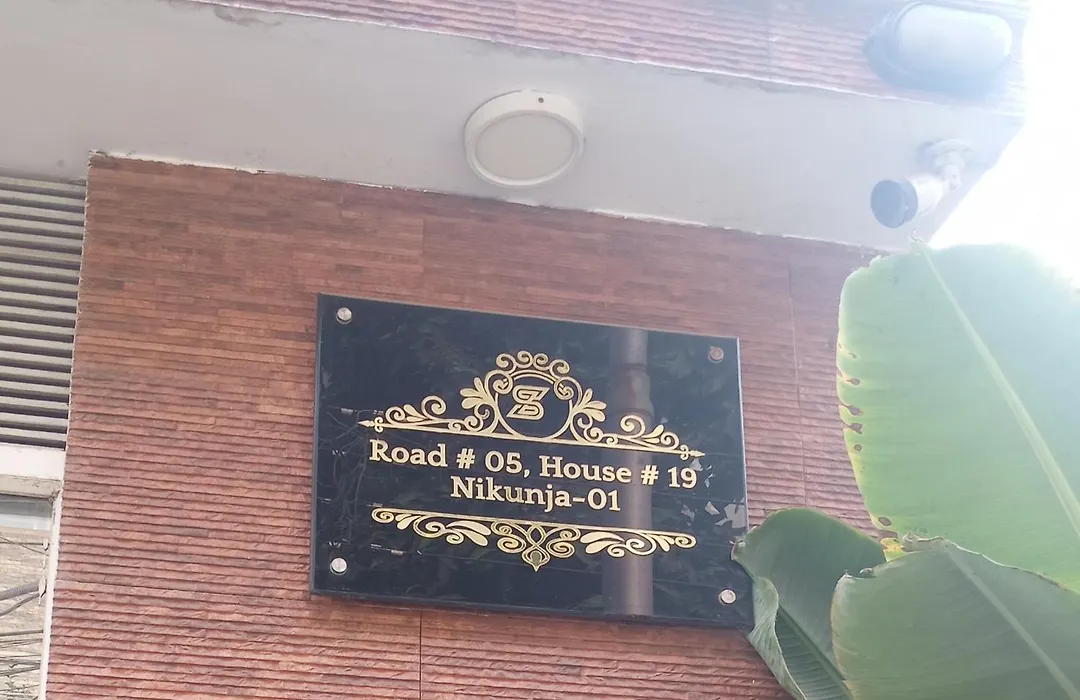 S
Road # 05, House # 19
Nikunja-01